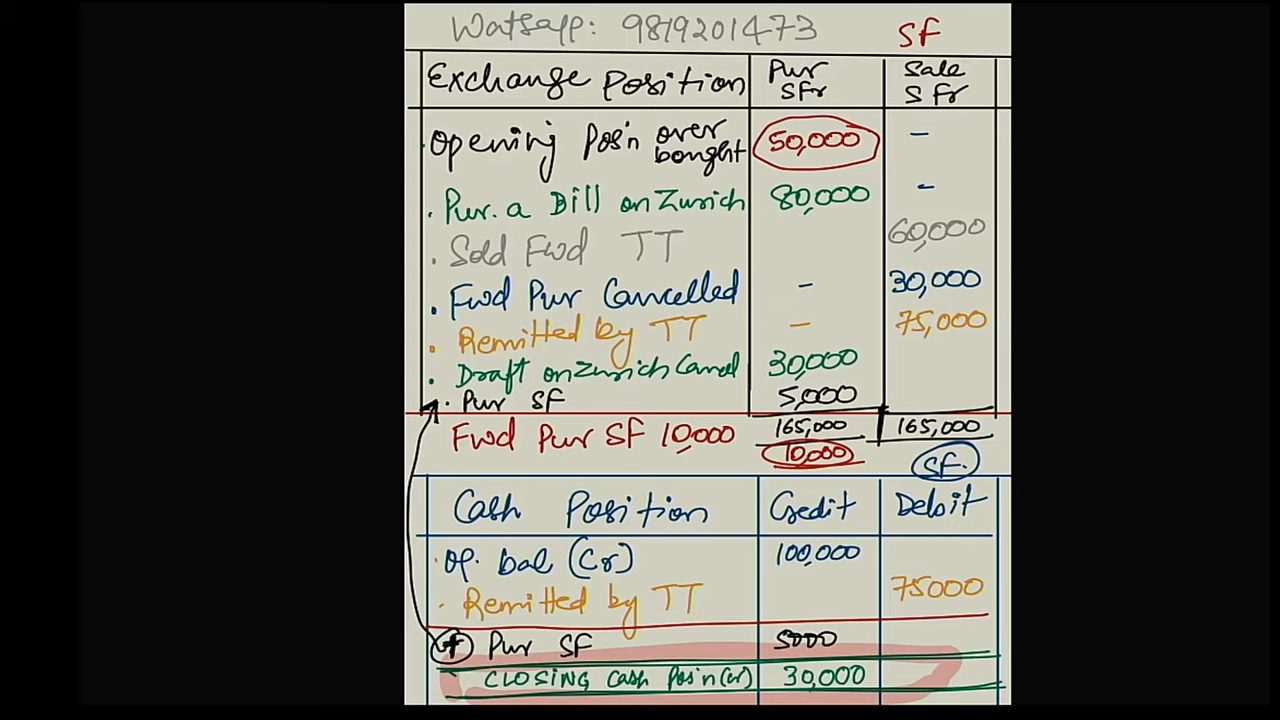 Watsapp: 9819201473 SF
Exchange Position Pur SFr Sale SFr
· Opening Pos'n over bought 50,000 -
· Pur. a Bill on Zurich 80,000 -
· Sold Fwd TT 60,000
· Fwd Pur Cancelled - 30,000
· Remitted by TT - 75,000
· Draft on Zurich Cancel 30,000
· Pur SF 5,000
165,000 165,000
Fwd Pur SF 10,000 10,000 SF.
Cash Position Credit Debit
· Op. bal (Cr) 100,000
· Remitted by TT 75000
+ Pur SF 5000
CLOSING Cash Pos'n (Cr) 30,000